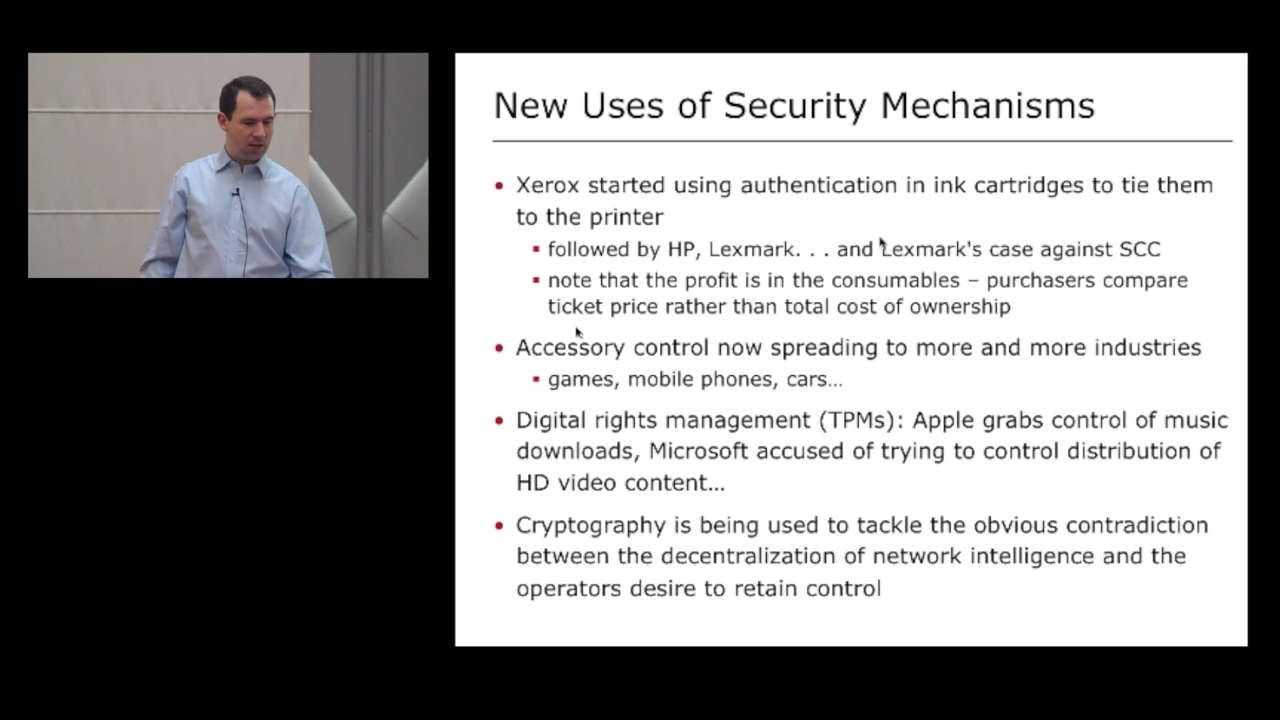 New Uses of Security Mechanisms
• Xerox started using authentication in ink cartridges to tie them
to the printer
▪ followed by HP, Lexmark. . . and Lexmark's case against SCC
▪ note that the profit is in the consumables – purchasers compare
ticket price rather than total cost of ownership
• Accessory control now spreading to more and more industries
▪ games, mobile phones, cars…
• Digital rights management (TPMs): Apple grabs control of music
downloads, Microsoft accused of trying to control distribution of
HD video content…
• Cryptography is being used to tackle the obvious contradiction
between the decentralization of network intelligence and the
operators desire to retain control